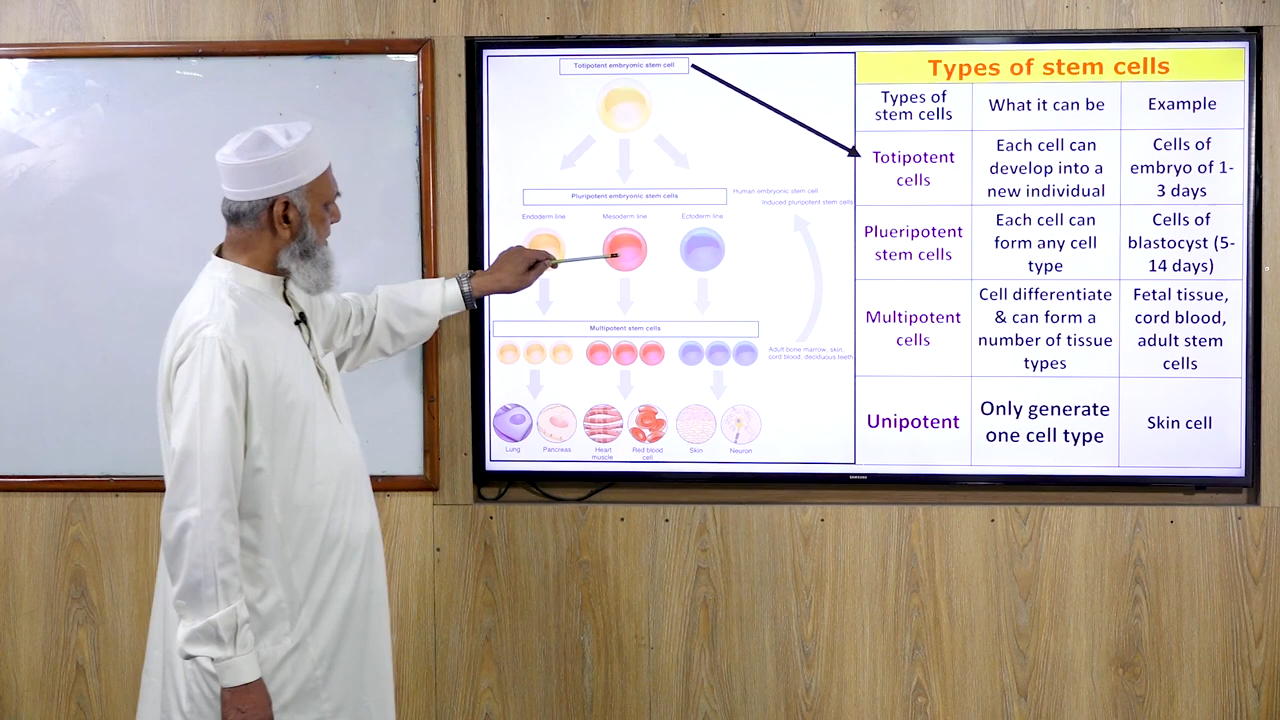 Totipotent embryonic stem cell
Pluripotent embryonic stem cells
Human embryonic stem cell
Induced pluripotent stem cells
Endoderm line
Mesoderm line
Ectoderm line
Multipotent stem cells
Adult bone marrow, skin,
cord blood, deciduous teeth
Lung
Pancreas
Heart
muscle
Red blood
cell
Skin
Neuron
Types of stem cells
Types of
stem cells
What it can be
Example
Totipotent
cells
Each cell can
develop into a
new individual
Cells of
embryo of 1-
3 days
Plueripotent
stem cells
Each cell can
form any cell
type
Cells of
blastocyst (5-
14 days)
Multipotent
cells
Cell differentiate
& can form a
number of tissue
types
Fetal tissue,
cord blood,
adult stem
cells
Unipotent
Only generate
one cell type
Skin cell
SAMSUNG